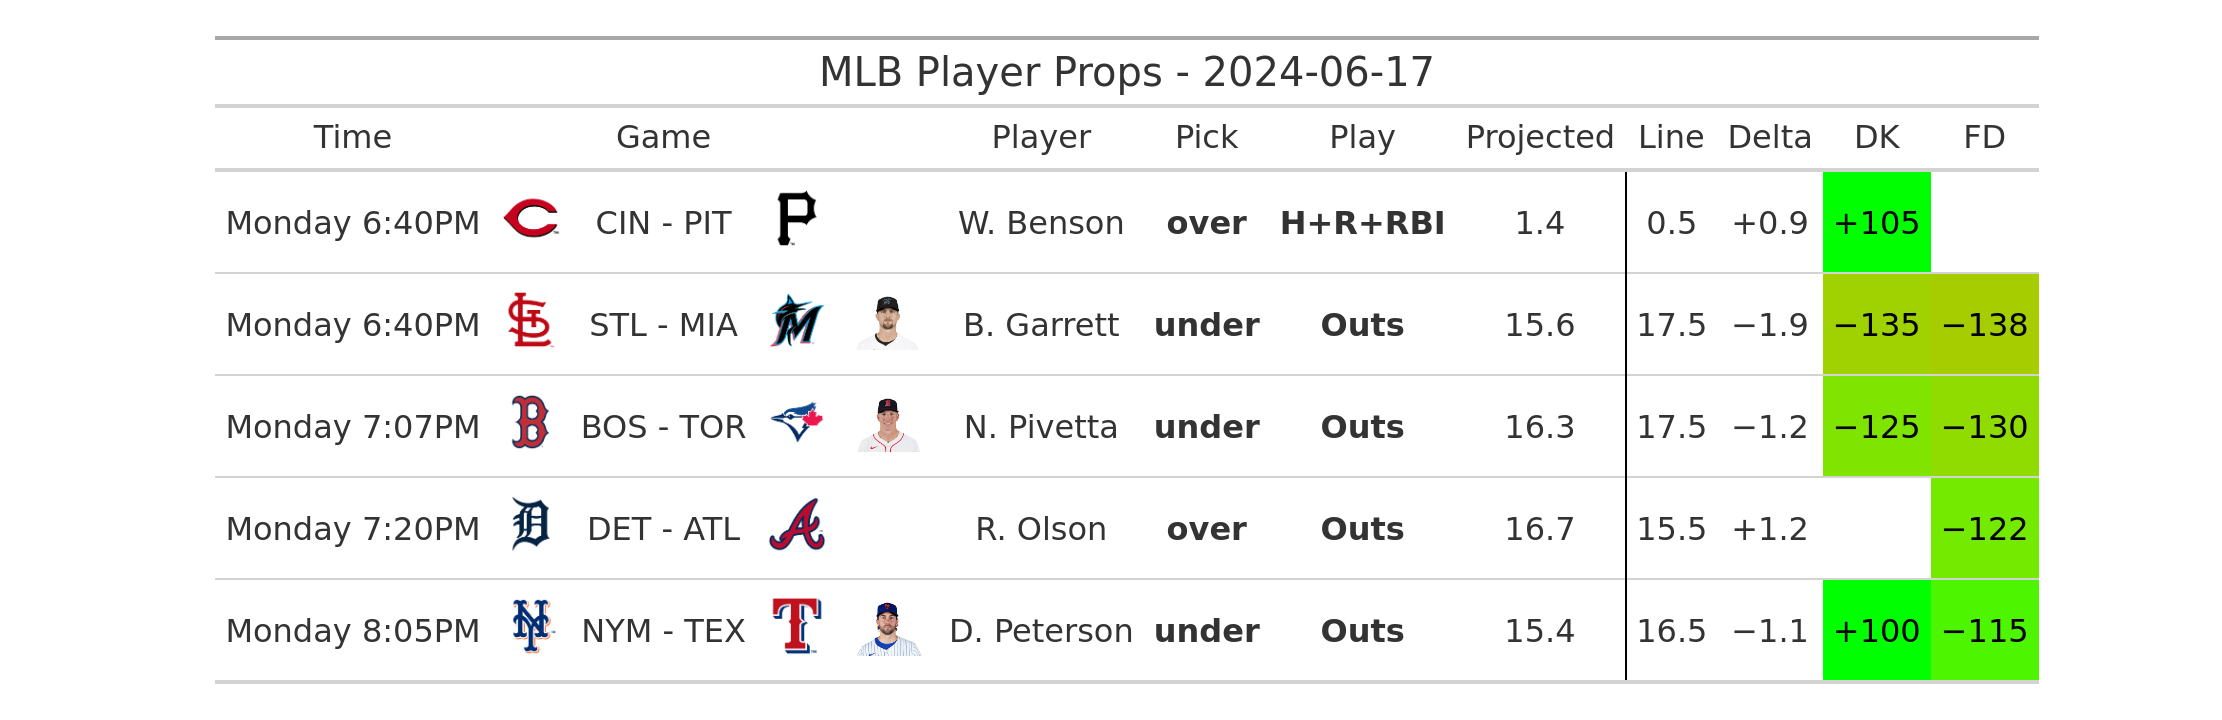 MLB Player Props - 2024-06-17
Time Game Player Pick Play Projected Line Delta DK FD
Monday 6:40PM CIN - PIT W. Benson over H+R+RBI 1.4 0.5 +0.9 +105
Monday 6:40PM STL - MIA B. Garrett under Outs 15.6 17.5 −1.9 −135 −138
Monday 7:07PM BOS - TOR N. Pivetta under Outs 16.3 17.5 −1.2 −125 −130
Monday 7:20PM DET - ATL R. Olson over Outs 16.7 15.5 +1.2 −122
Monday 8:05PM NYM - TEX D. Peterson under Outs 15.4 16.5 −1.1 +100 −115